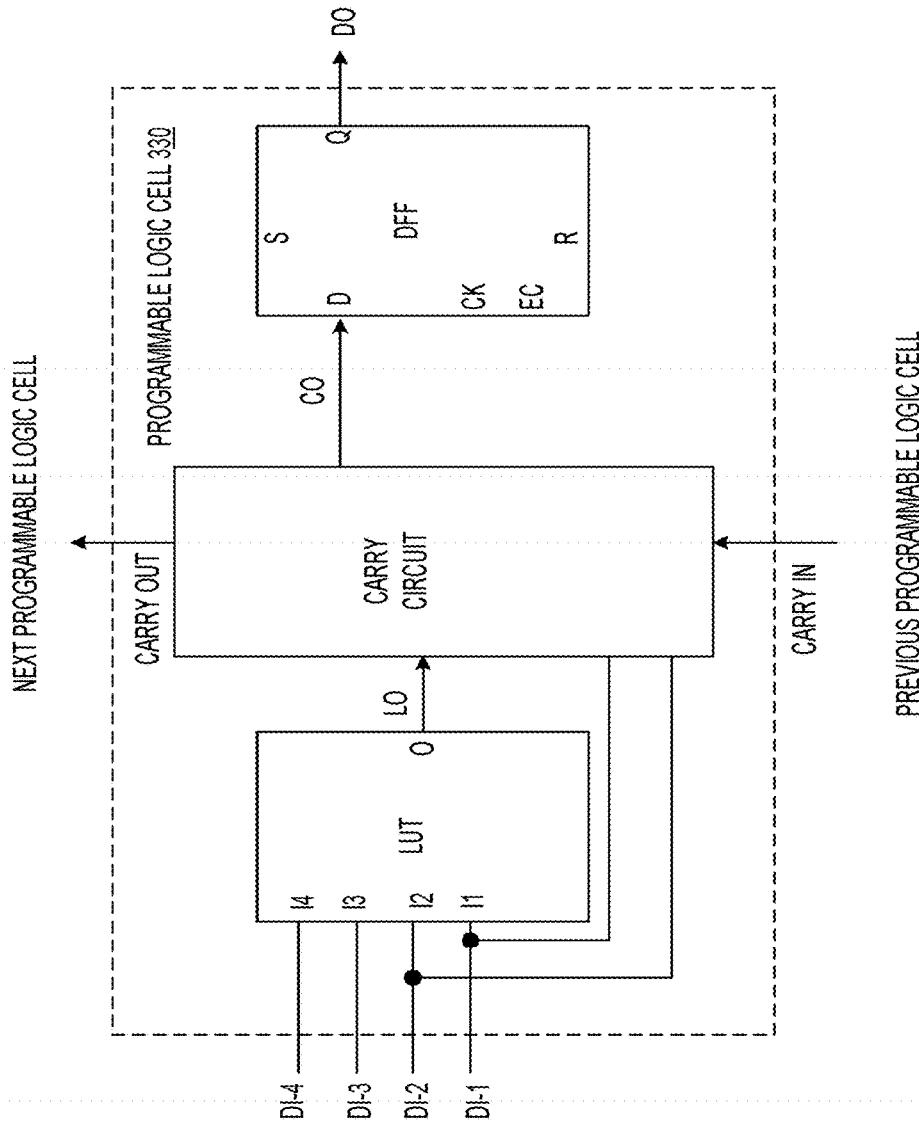 NEXT PROGRAMMABLE LOGIC CELL
PROGRAMMABLE LOGIC CELL 330
CARRY OUT
DI-4
DI-3
DI-2
DI-1
I4
I3
I2
I1
LUT
O
LO
CARRY
CIRCUIT
CO
S
D
Q
DFF
CK
EC
R
DO
CARRY IN
PREVIOUS PROGRAMMABLE LOGIC CELL